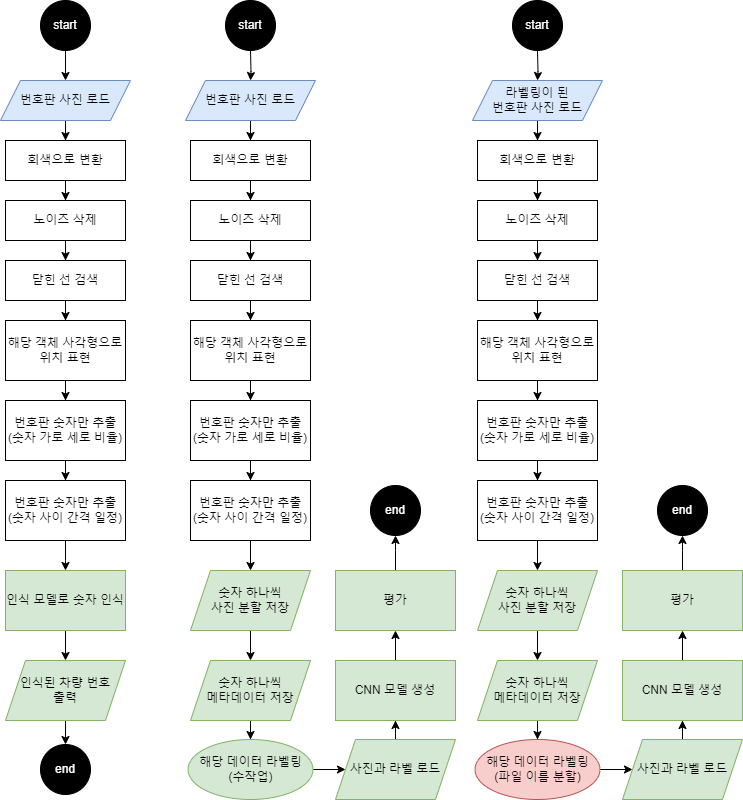 start
번호판 사진 로드
회색으로 변환
노이즈 삭제
닫힌 선 검색
해당 객체 사각형으로
위치 표현
번호판 숫자만 추출
(숫자 가로 세로 비율)
번호판 숫자만 추출
(숫자 사이 간격 일정)
인식 모델로 숫자 인식
인식된 차량 번호
출력
end
start
번호판 사진 로드
회색으로 변환
노이즈 삭제
닫힌 선 검색
해당 객체 사각형으로
위치 표현
번호판 숫자만 추출
(숫자 가로 세로 비율)
번호판 숫자만 추출
(숫자 사이 간격 일정)
숫자 하나씩
사진 분할 저장
숫자 하나씩
메타데이터 저장
해당 데이터 라벨링
(수작업)
사진과 라벨 로드
CNN 모델 생성
평가
end
start
라벨링이 된
번호판 사진 로드
회색으로 변환
노이즈 삭제
닫힌 선 검색
해당 객체 사각형으로
위치 표현
번호판 숫자만 추출
(숫자 가로 세로 비율)
번호판 숫자만 추출
(숫자 사이 간격 일정)
숫자 하나씩
사진 분할 저장
숫자 하나씩
메타데이터 저장
해당 데이터 라벨링
(파일 이름 분할)
사진과 라벨 로드
CNN 모델 생성
평가
end